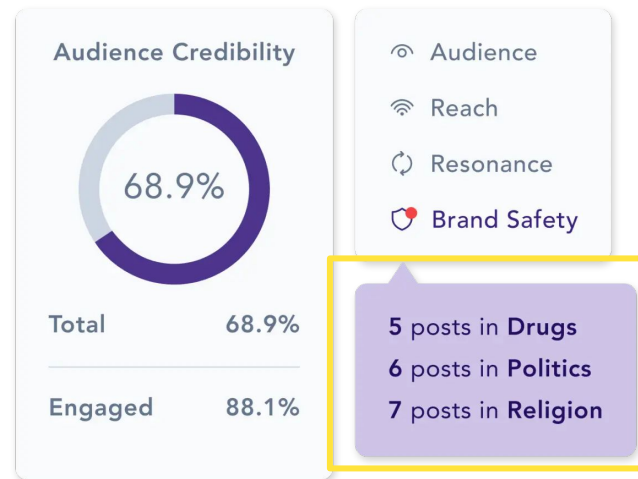 Audience Credibility
68.9%
Total 68.9%
Engaged 88.1%
Audience
Reach
Resonance
Brand Safety
5 posts in Drugs
6 posts in Politics
7 posts in Religion